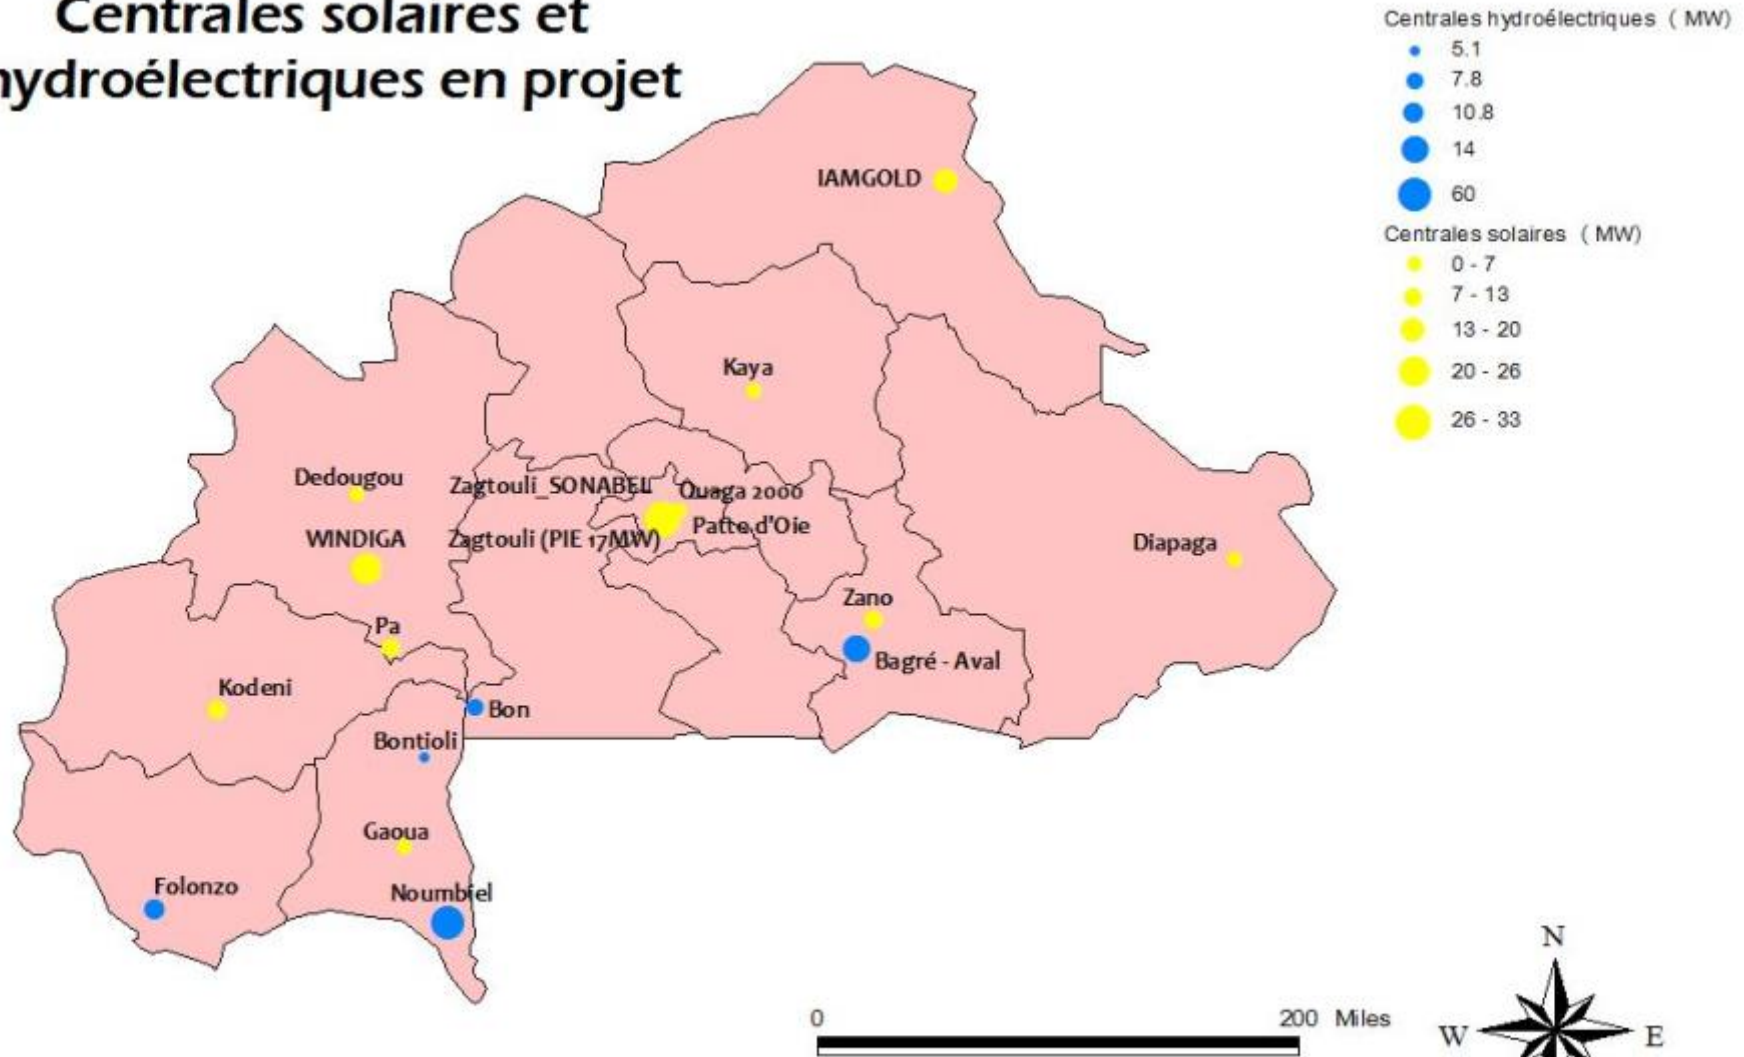 Centrales solaires et
hydroélectriques en projet
Centrales hydroélectriques ( MW)
5.1
7.8
10.8
14
60
Centrales solaires ( MW)
0 - 7
7 - 13
13 - 20
20 - 26
26 - 33
IAMGOLD
Kaya
Dedougou
Zagtouli_SONABEL
Ouaga 2000
WINDIGA
Zagtouli (PIE 17MW)
Patte d'Oie
Diapaga
Zano
Pa
Bagré - Aval
Kodeni
Bon
Bontioli
Gaoua
Folonzo
Noumbiel
0
200 Miles
N
W
E